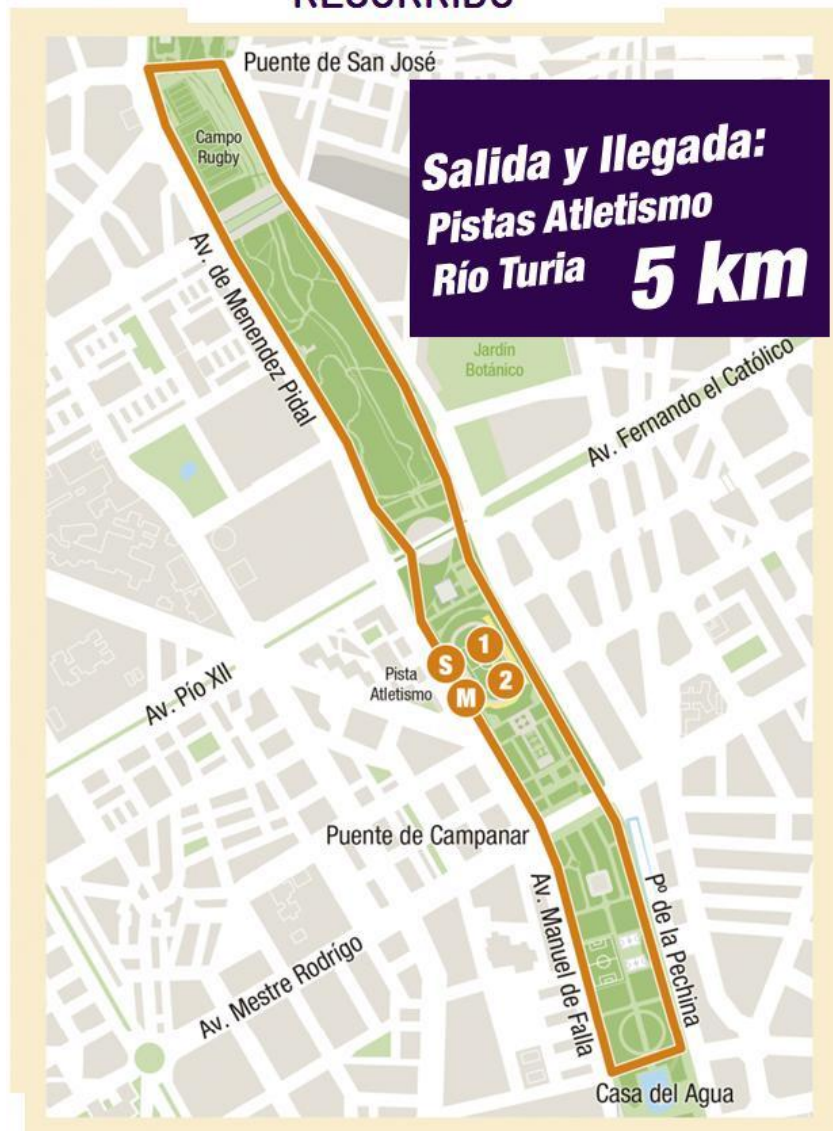 RECORRIDO
Puente de San José
Campo
Rugby
Salida y llegada:
Pistas Atletismo
Río Turia 5 km
Av. de Menendez Pidal
Jardín
Botánico
Av. Fernando el Católico
1
S
2
M
Pista
Atletismo
Av. Pío XII
Puente de Campanar
Pº de la Pechina
Av. Manuel de Falla
Av. Mestre Rodrígo
Casa del Agua